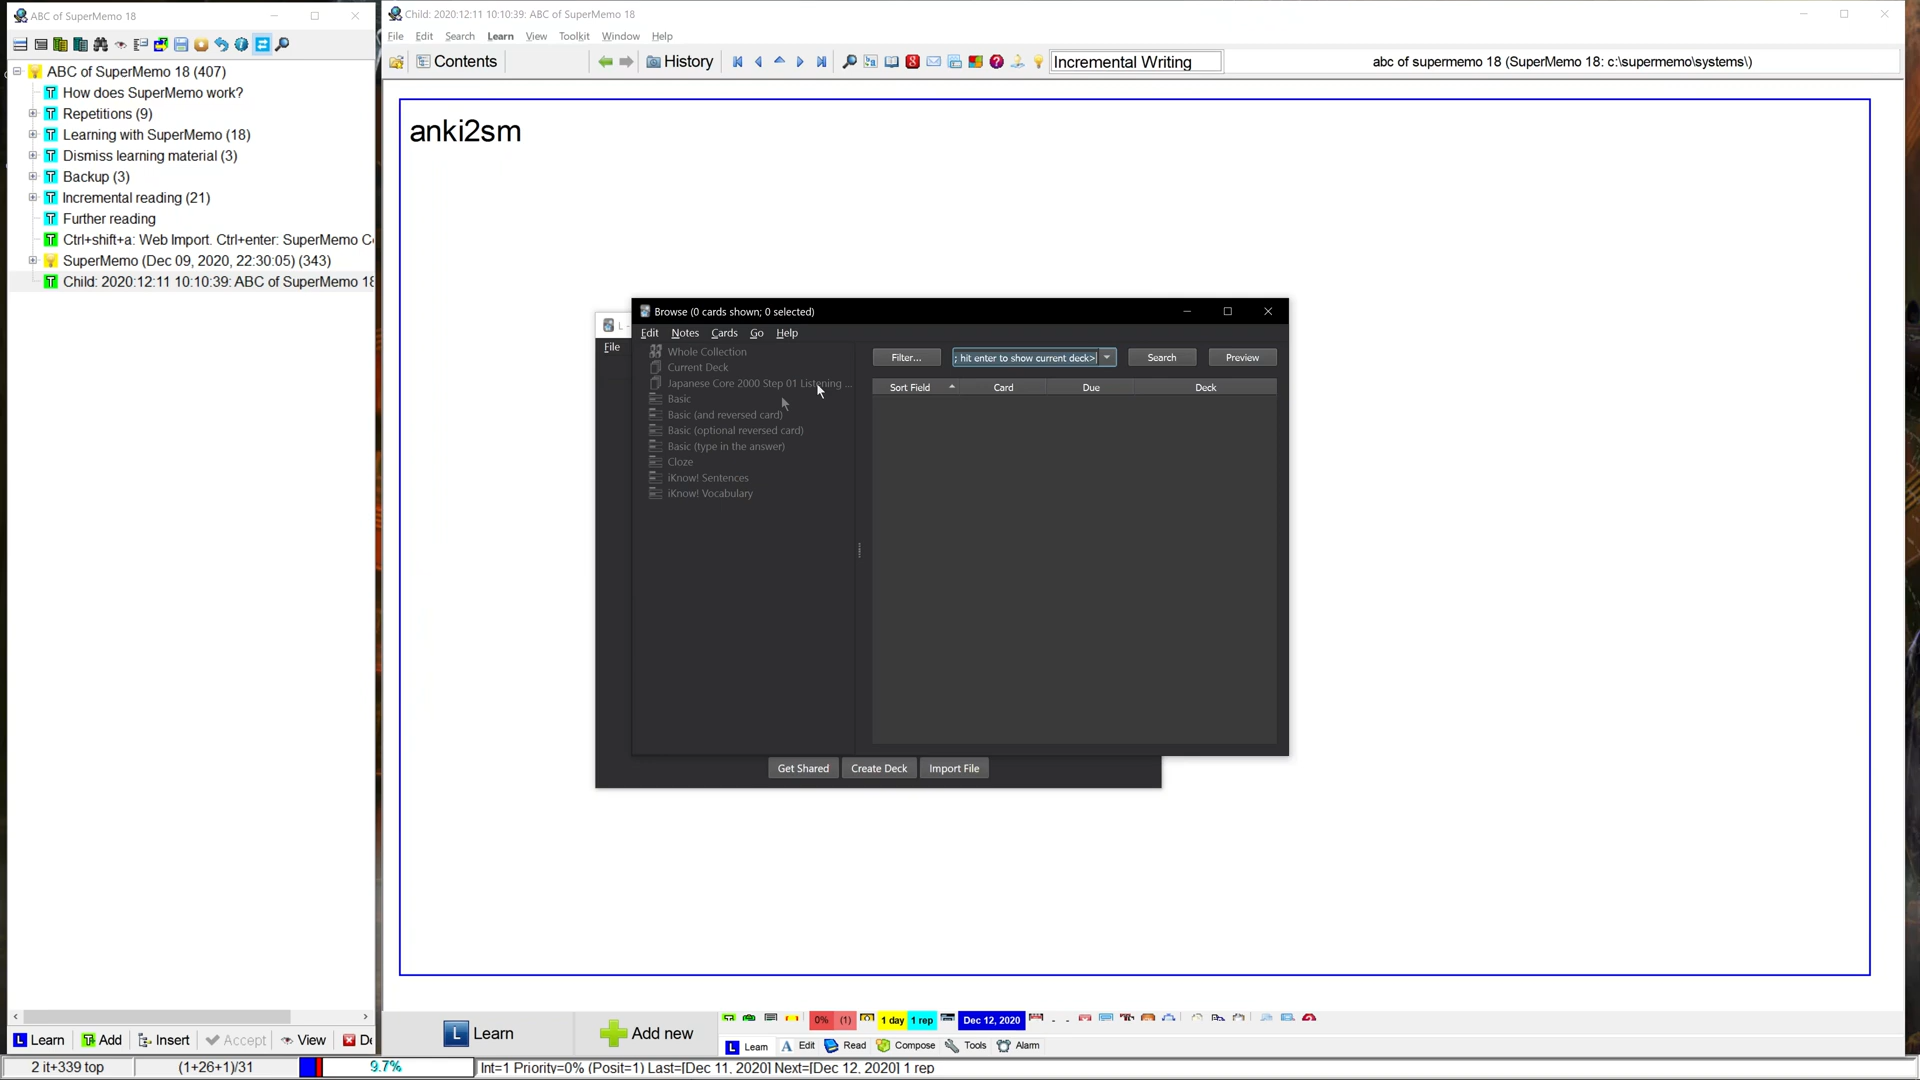 ABC of SuperMemo 18
ABC of SuperMemo 18 (407)
How does SuperMemo work?
Repetitions (9)
Learning with SuperMemo (18)
Dismiss learning material (3)
Backup (3)
Incremental reading (21)
Further reading
Ctrl+shift+a: Web Import. Ctrl+enter: SuperMemo C
SuperMemo (Dec 09, 2020, 22:30:05) (343)
Child: 2020:12:11 10:10:39: ABC of SuperMemo 18
Learn Add Insert Accept View De
2 it+339 top (1+26+1)/31 9.7% Int=1 Priority=0% (Posit=1) Last=[Dec 11, 2020] Next=[Dec 12, 2020] 1 rep
Child: 2020:12:11 10:10:39: ABC of SuperMemo 18
File Edit Search Learn View Toolkit Window Help
Contents History Incremental Writing abc of supermemo 18 (SuperMemo 18: c:\supermemo\systems\)
anki2sm
L -
File
Browse (0 cards shown; 0 selected)
Edit Notes Cards Go Help
Whole Collection
Current Deck
Japanese Core 2000 Step 01 Listening ...
Basic
Basic (and reversed card)
Basic (optional reversed card)
Basic (type in the answer)
Cloze
iKnow! Sentences
iKnow! Vocabulary
Filter... ; hit enter to show current deck> Search Preview
Sort Field Card Due Deck
Get Shared Create Deck Import File
Learn Add new
0% (1) 1 day 1 rep Dec 12, 2020
Learn Edit Read Compose Tools Alarm